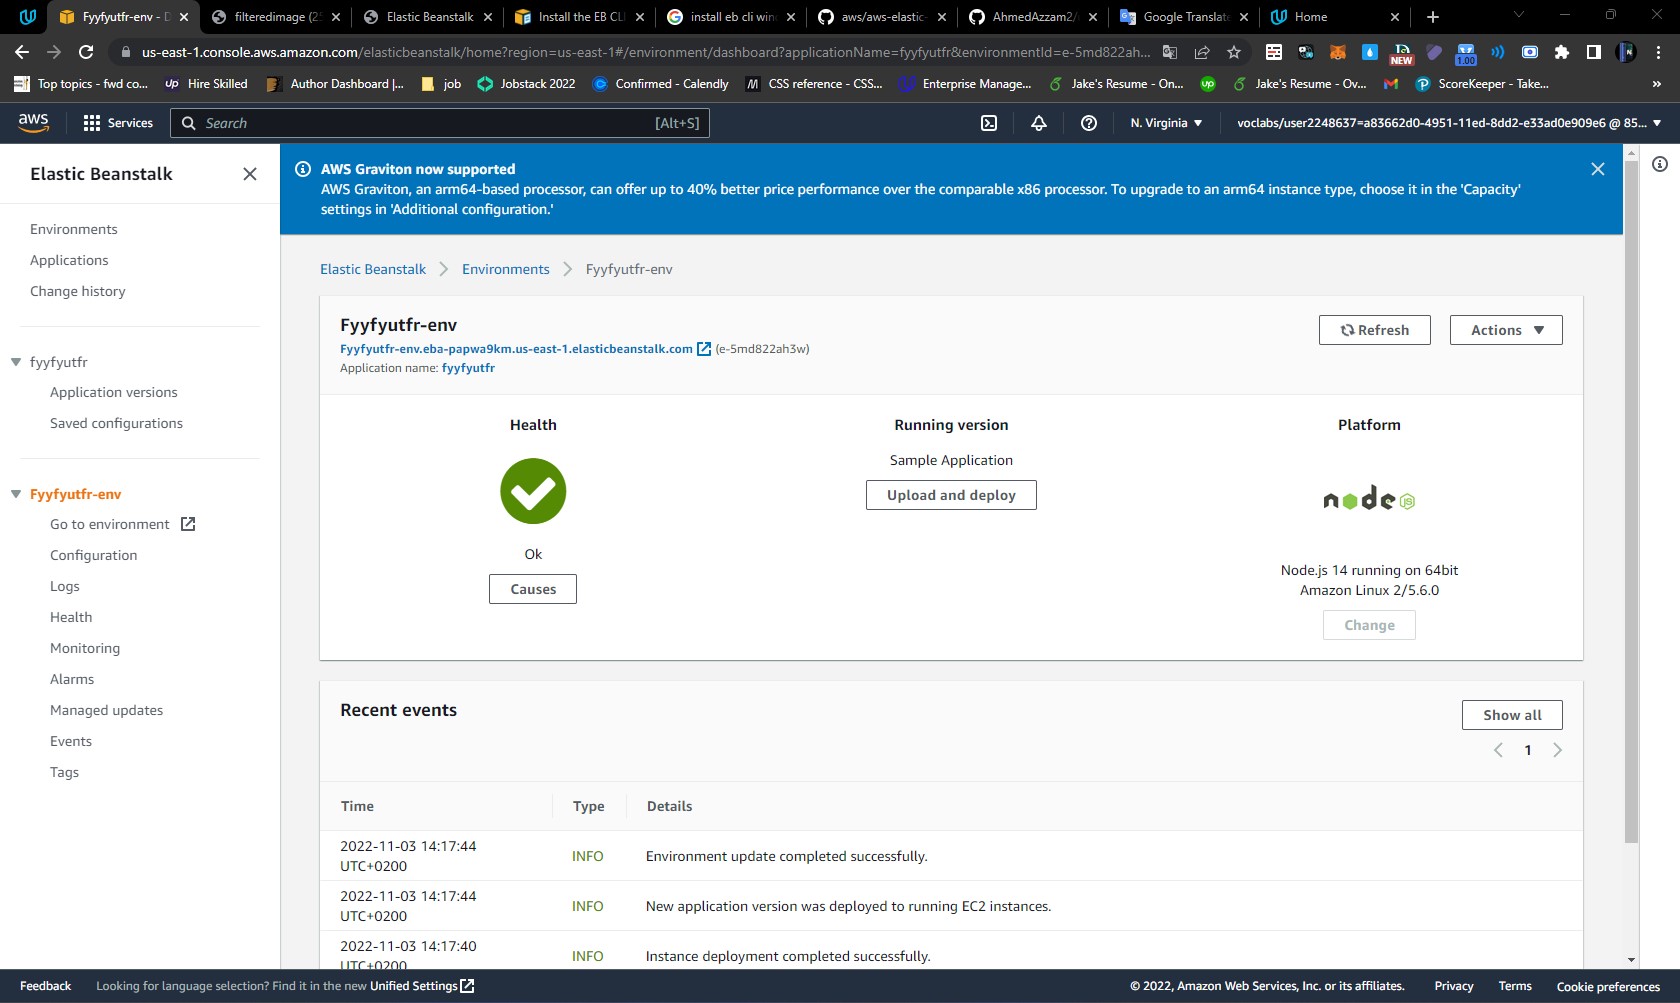 Fyyfyutfr-env - D
filteredimage (25
Elastic Beanstalk
Install the EB CLI
install eb cli wind
aws/aws-elastic-
AhmedAzzam2/
Google Translate
Home
us-east-1.console.aws.amazon.com/elasticbeanstalk/home?region=us-east-1#/environment/dashboard?applicationName=fyyfyutfr&environmentId=e-5md822ah...
NEW
1.00
Top topics - fwd co...
Up Hire Skilled
Author Dashboard |...
job
Jobstack 2022
Confirmed - Calendly
CSS reference - CSS...
Enterprise Manage...
Jake's Resume - On...
up
Jake's Resume - Ov...
ScoreKeeper - Take...
»
aws
Services
Search
[Alt+S]
N. Virginia
voclabs/user2248637=a83662d0-4951-11ed-8dd2-e33ad0e909e6 @ 85...
Elastic Beanstalk
Environments
Applications
Change history
fyyfyutfr
Application versions
Saved configurations
Fyyfyutfr-env
Go to environment
Configuration
Logs
Health
Monitoring
Alarms
Managed updates
Events
Tags
AWS Graviton now supported
AWS Graviton, an arm64-based processor, can offer up to 40% better price performance over the comparable x86 processor. To upgrade to an arm64 instance type, choose it in the 'Capacity'
settings in 'Additional configuration.'
Elastic Beanstalk > Environments > Fyyfyutfr-env
Fyyfyutfr-env
Fyyfyutfr-env.eba-papwa9km.us-east-1.elasticbeanstalk.com (e-5md822ah3w)
Application name: fyyfyutfr
Refresh
Actions
Health
Ok
Causes
Running version
Sample Application
Upload and deploy
Platform
node JS
Node.js 14 running on 64bit
Amazon Linux 2/5.6.0
Change
Recent events
Show all
< 1 >
Time Type Details
2022-11-03 14:17:44
UTC+0200
INFO
Environment update completed successfully.
2022-11-03 14:17:44
UTC+0200
INFO
New application version was deployed to running EC2 instances.
2022-11-03 14:17:40
UTC+0200
INFO
Instance deployment completed successfully.
Feedback
Looking for language selection? Find it in the new Unified Settings
© 2022, Amazon Web Services, Inc. or its affiliates.
Privacy
Terms
Cookie preferences